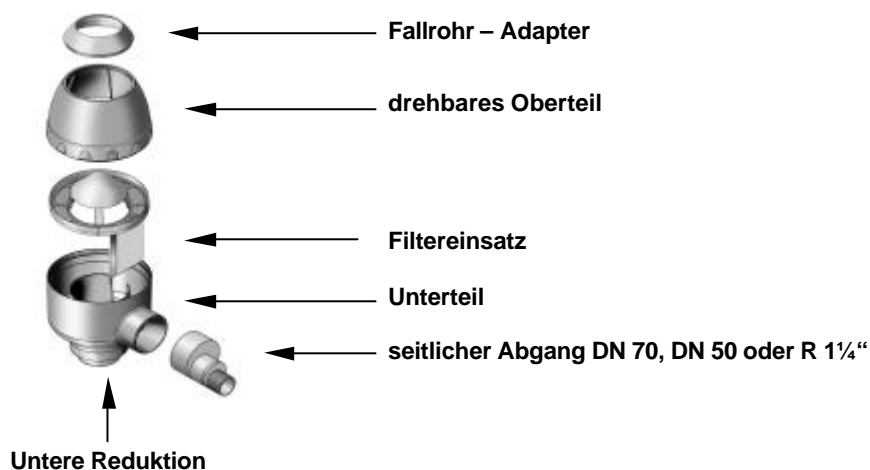 Fallrohr – Adapter
drehbares Oberteil
Filtereinsatz
Unterteil
seitlicher Abgang DN 70, DN 50 oder R 1¼“
Untere Reduktion